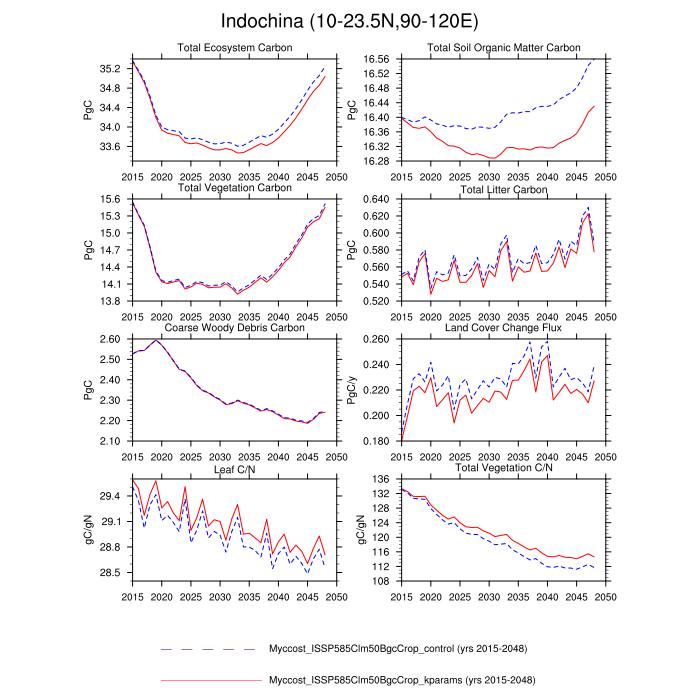 Indochina (10-23.5N,90-120E)
Total Ecosystem Carbon
Total Soil Organic Matter Carbon
PgC
35.2
34.8
34.4
34.0
33.6
2015 2020 2025 2030 2035 2040 2045 2050
PgC
16.56
16.52
16.48
16.44
16.40
16.36
16.32
16.28
2015 2020 2025 2030 2035 2040 2045 2050
Total Vegetation Carbon
Total Litter Carbon
PgC
15.6
15.3
15.0
14.7
14.4
14.1
13.8
2015 2020 2025 2030 2035 2040 2045 2050
PgC
0.640
0.620
0.600
0.580
0.560
0.540
0.520
2015 2020 2025 2030 2035 2040 2045 2050
Coarse Woody Debris Carbon
Land Cover Change Flux
PgC
2.60
2.50
2.40
2.30
2.20
2.10
2015 2020 2025 2030 2035 2040 2045 2050
PgC/y
0.260
0.240
0.220
0.200
0.180
2015 2020 2025 2030 2035 2040 2045 2050
Leaf C/N
Total Vegetation C/N
gC/gN
29.4
29.1
28.8
28.5
2015 2020 2025 2030 2035 2040 2045 2050
gC/gN
136
132
128
124
120
116
112
108
2015 2020 2025 2030 2035 2040 2045 2050
Myccost_ISSP585Clm50BgcCrop_control (yrs 2015-2048)
Myccost_ISSP585Clm50BgcCrop_kparams (yrs 2015-2048)